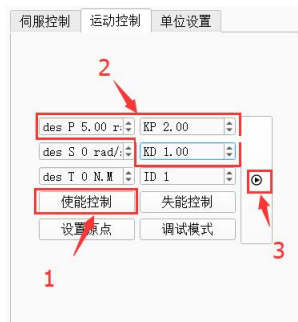 伺服控制 运动控制 单位设置
2
des P 5.00 r: KP 2.00
des S 0 rad/: KD 1.00
des T 0 N.M ID 1
使能控制 失能控制
设置原点 调试模式
3
1